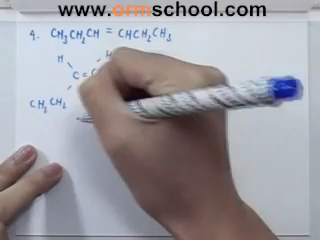 www.ormschool.com
4. CH3CH2CH = CHCH2CH3
H H
C = C
CH3CH2